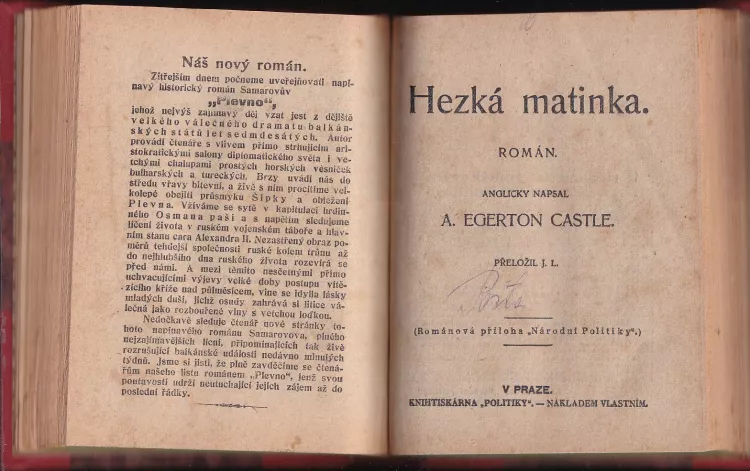 Náš nový román.
Zítřejším dnem počneme uveřejňovati napí-
navý historický román Samarovův
„Plevno“,
jehož nejvýš zajímavý děj vzat jest z dějiště
velkého válečného dramatu balkán-
ských států let sedmdesátých. Autor
provádí čtenáře s vlivem přímo strhujícím ari-
stokratickými salony diplomatického světa i ve-
tchými chalupami prostých horských vesniček
bulharských a tureckých. Brzy uvádí nás do
středu vřavy bitevní, a živě s ním procítíme vel-
kolepé obejití průsmyku Šipky a obležení
Plevna. Vžíváme se sytě v kapitulaci hrdin-
ného Osmana paši a s napětím sledujeme
líčení života v ruském vojenském táboře a hlav-
ním stanu cara Alexandra II. Nezastřený obraz po-
měrů tehdejší společnosti ruské kolem trůnu až
do nejhlubšího dna ruského života rozevírá se
před námi. A mezi těmito nesčetnými přímo
uchvacujícími výjevy velké doby postupu vítě-
zícího kříže nad půlměsícem, vine se idylla lásky
mladých duší, jichž osudy zahrává si litice vá-
lečná jako rozbouřené vlny s vetchou loďkou.
Nedočkavě sleduje čtenář nové stránky to-
hoto napínavého románu Samarovova, plného
nejzajímavějších lící, připomínajících tak živě
rozrušující balkánské události nedávno minulých
týdnů. Jsme si jisti, že plně zavděčíme se čtená-
řům našeho listu románem „Plevno“, jenž svou
poutavostí udrží neutuchající jejich zájem až do
poslední řádky.
Hezká matinka.
ROMÁN.
ANGLICKY NAPSAL
A. EGERTON CASTLE.
PŘELOŽIL J. L.
(Románová příloha „Národní Politiky“.)
V PRAZE.
KNIHTISKÁRNA „POLITIKY“. — NÁKLADEM VLASTNÍM.